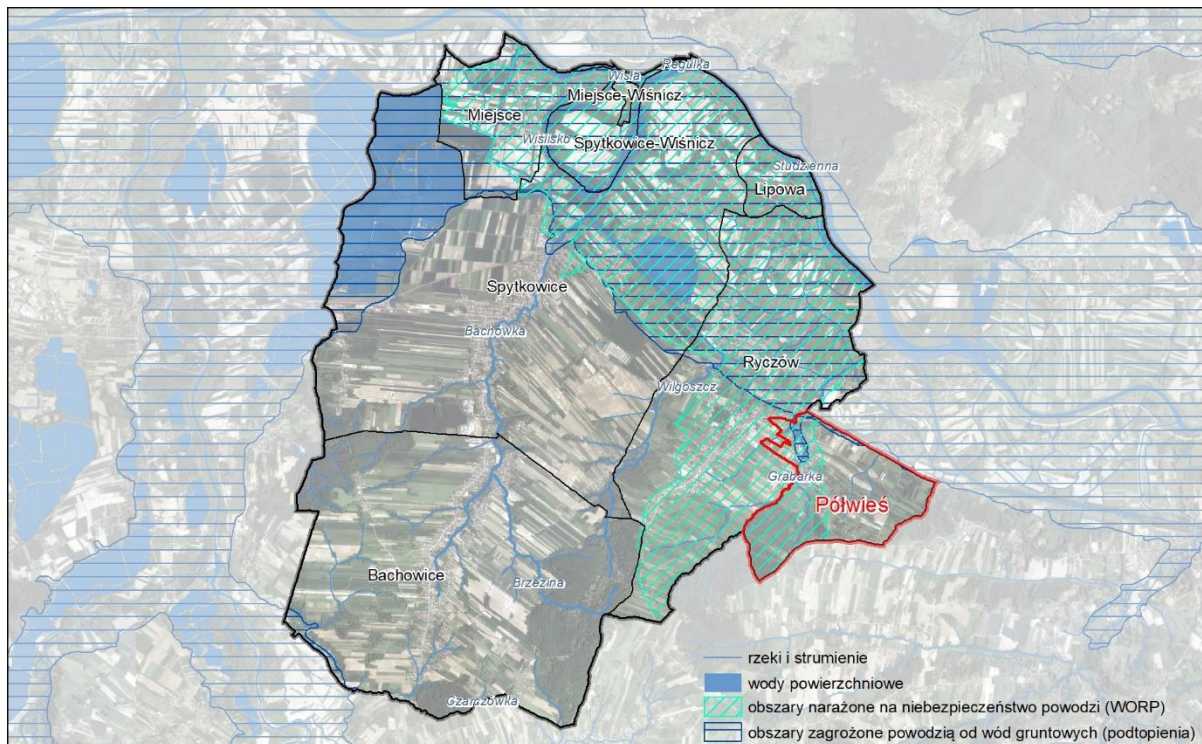 Wisła
Regulka
Miejsce-Wiśnicz
Miejsce
Wiślisko
Spytkowice-Wiśnicz
Studzienna
Lipowa
Spytkowice
Bachówka
Ryczów
Wilgoszcz
Grabarka
Półwieś
Bachowice
Brzezina
Czarczówka
rzeki i strumienie
wody powierzchniowe
obszary narażone na niebezpieczeństwo powodzi (WORP)
obszary zagrożone powodzią od wód gruntowych (podtopienia)